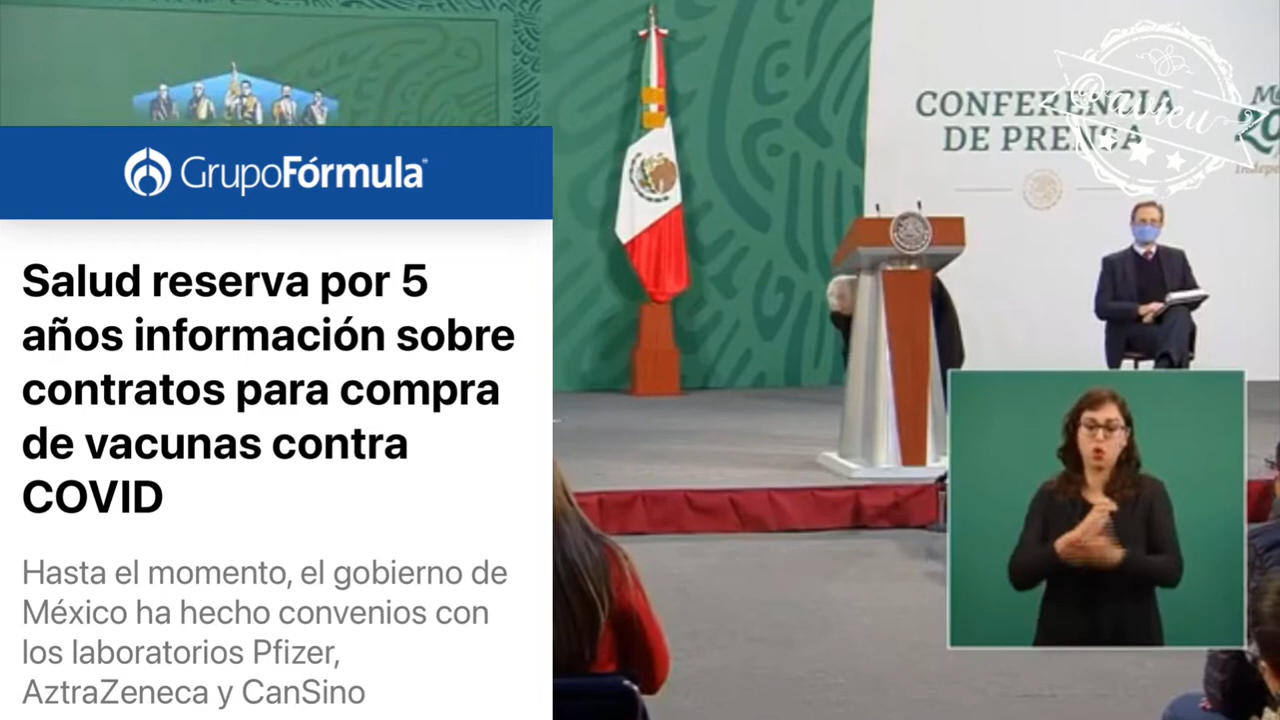 GrupoFórmula
Salud reserva por 5
años información sobre
contratos para compra
de vacunas contra
COVID
Hasta el momento, el gobierno de
México ha hecho convenios con
los laboratorios Pfizer,
AztraZeneca y CanSino
CONFERENCIA
DE PRENSA